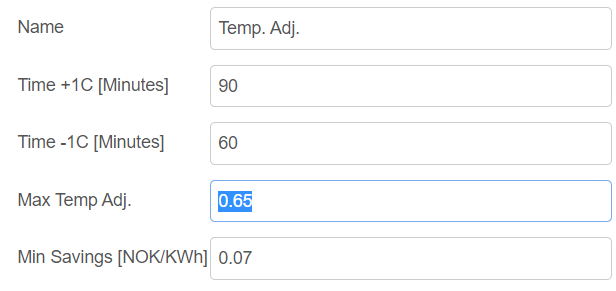 Name Temp. Adj.
Time +1C [Minutes] 90
Time -1C [Minutes] 60
Max Temp Adj. 0.65
Min Savings [NOK/KWh] 0.07